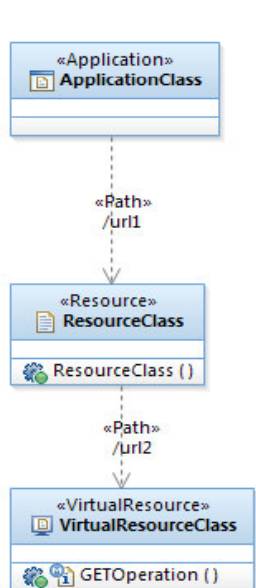 «Application»
ApplicationClass
«Path»
/url1
«Resource»
ResourceClass
ResourceClass ( )
«Path»
/url2
«VirtualResource»
VirtualResourceClass
GETOperation ( )